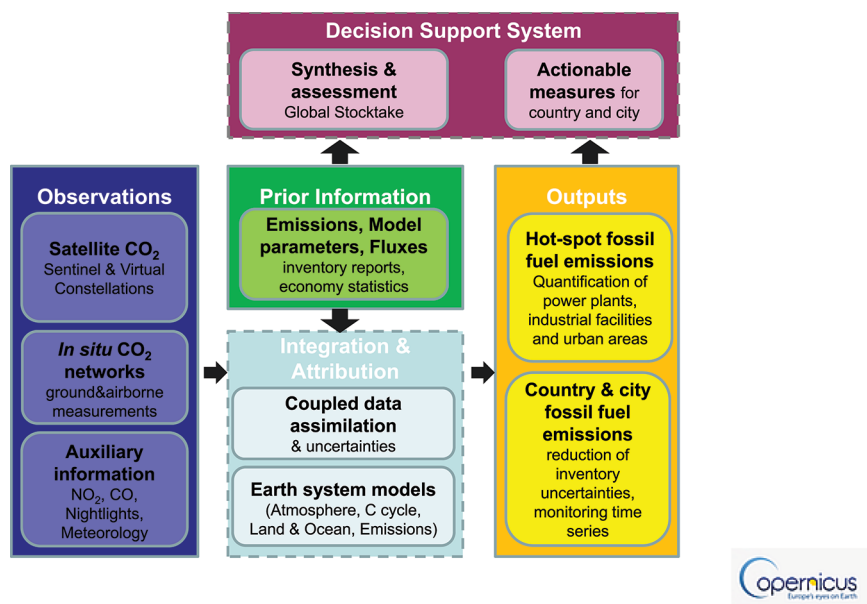 Decision Support System
Synthesis &
assessment
Global Stocktake
Actionable
measures for
country and city
Observations
Satellite CO₂
Sentinel & Virtual
Constellations
In situ CO₂
networks
ground&airborne
measurements
Auxiliary
information
NO₂, CO,
Nightlights,
Meteorology
Prior Information
Emissions, Model
parameters, Fluxes
inventory reports,
economy statistics
Integration &
Attribution
Coupled data
assimilation
& uncertainties
Earth system models
(Atmosphere, C cycle,
Land & Ocean, Emissions)
Outputs
Hot-spot fossil
fuel emissions
Quantification of
power plants,
industrial facilities
and urban areas
Country & city
fossil fuel
emissions
reduction of
inventory
uncertainties,
monitoring time
series
Copernicus
Europe's eyes on Earth